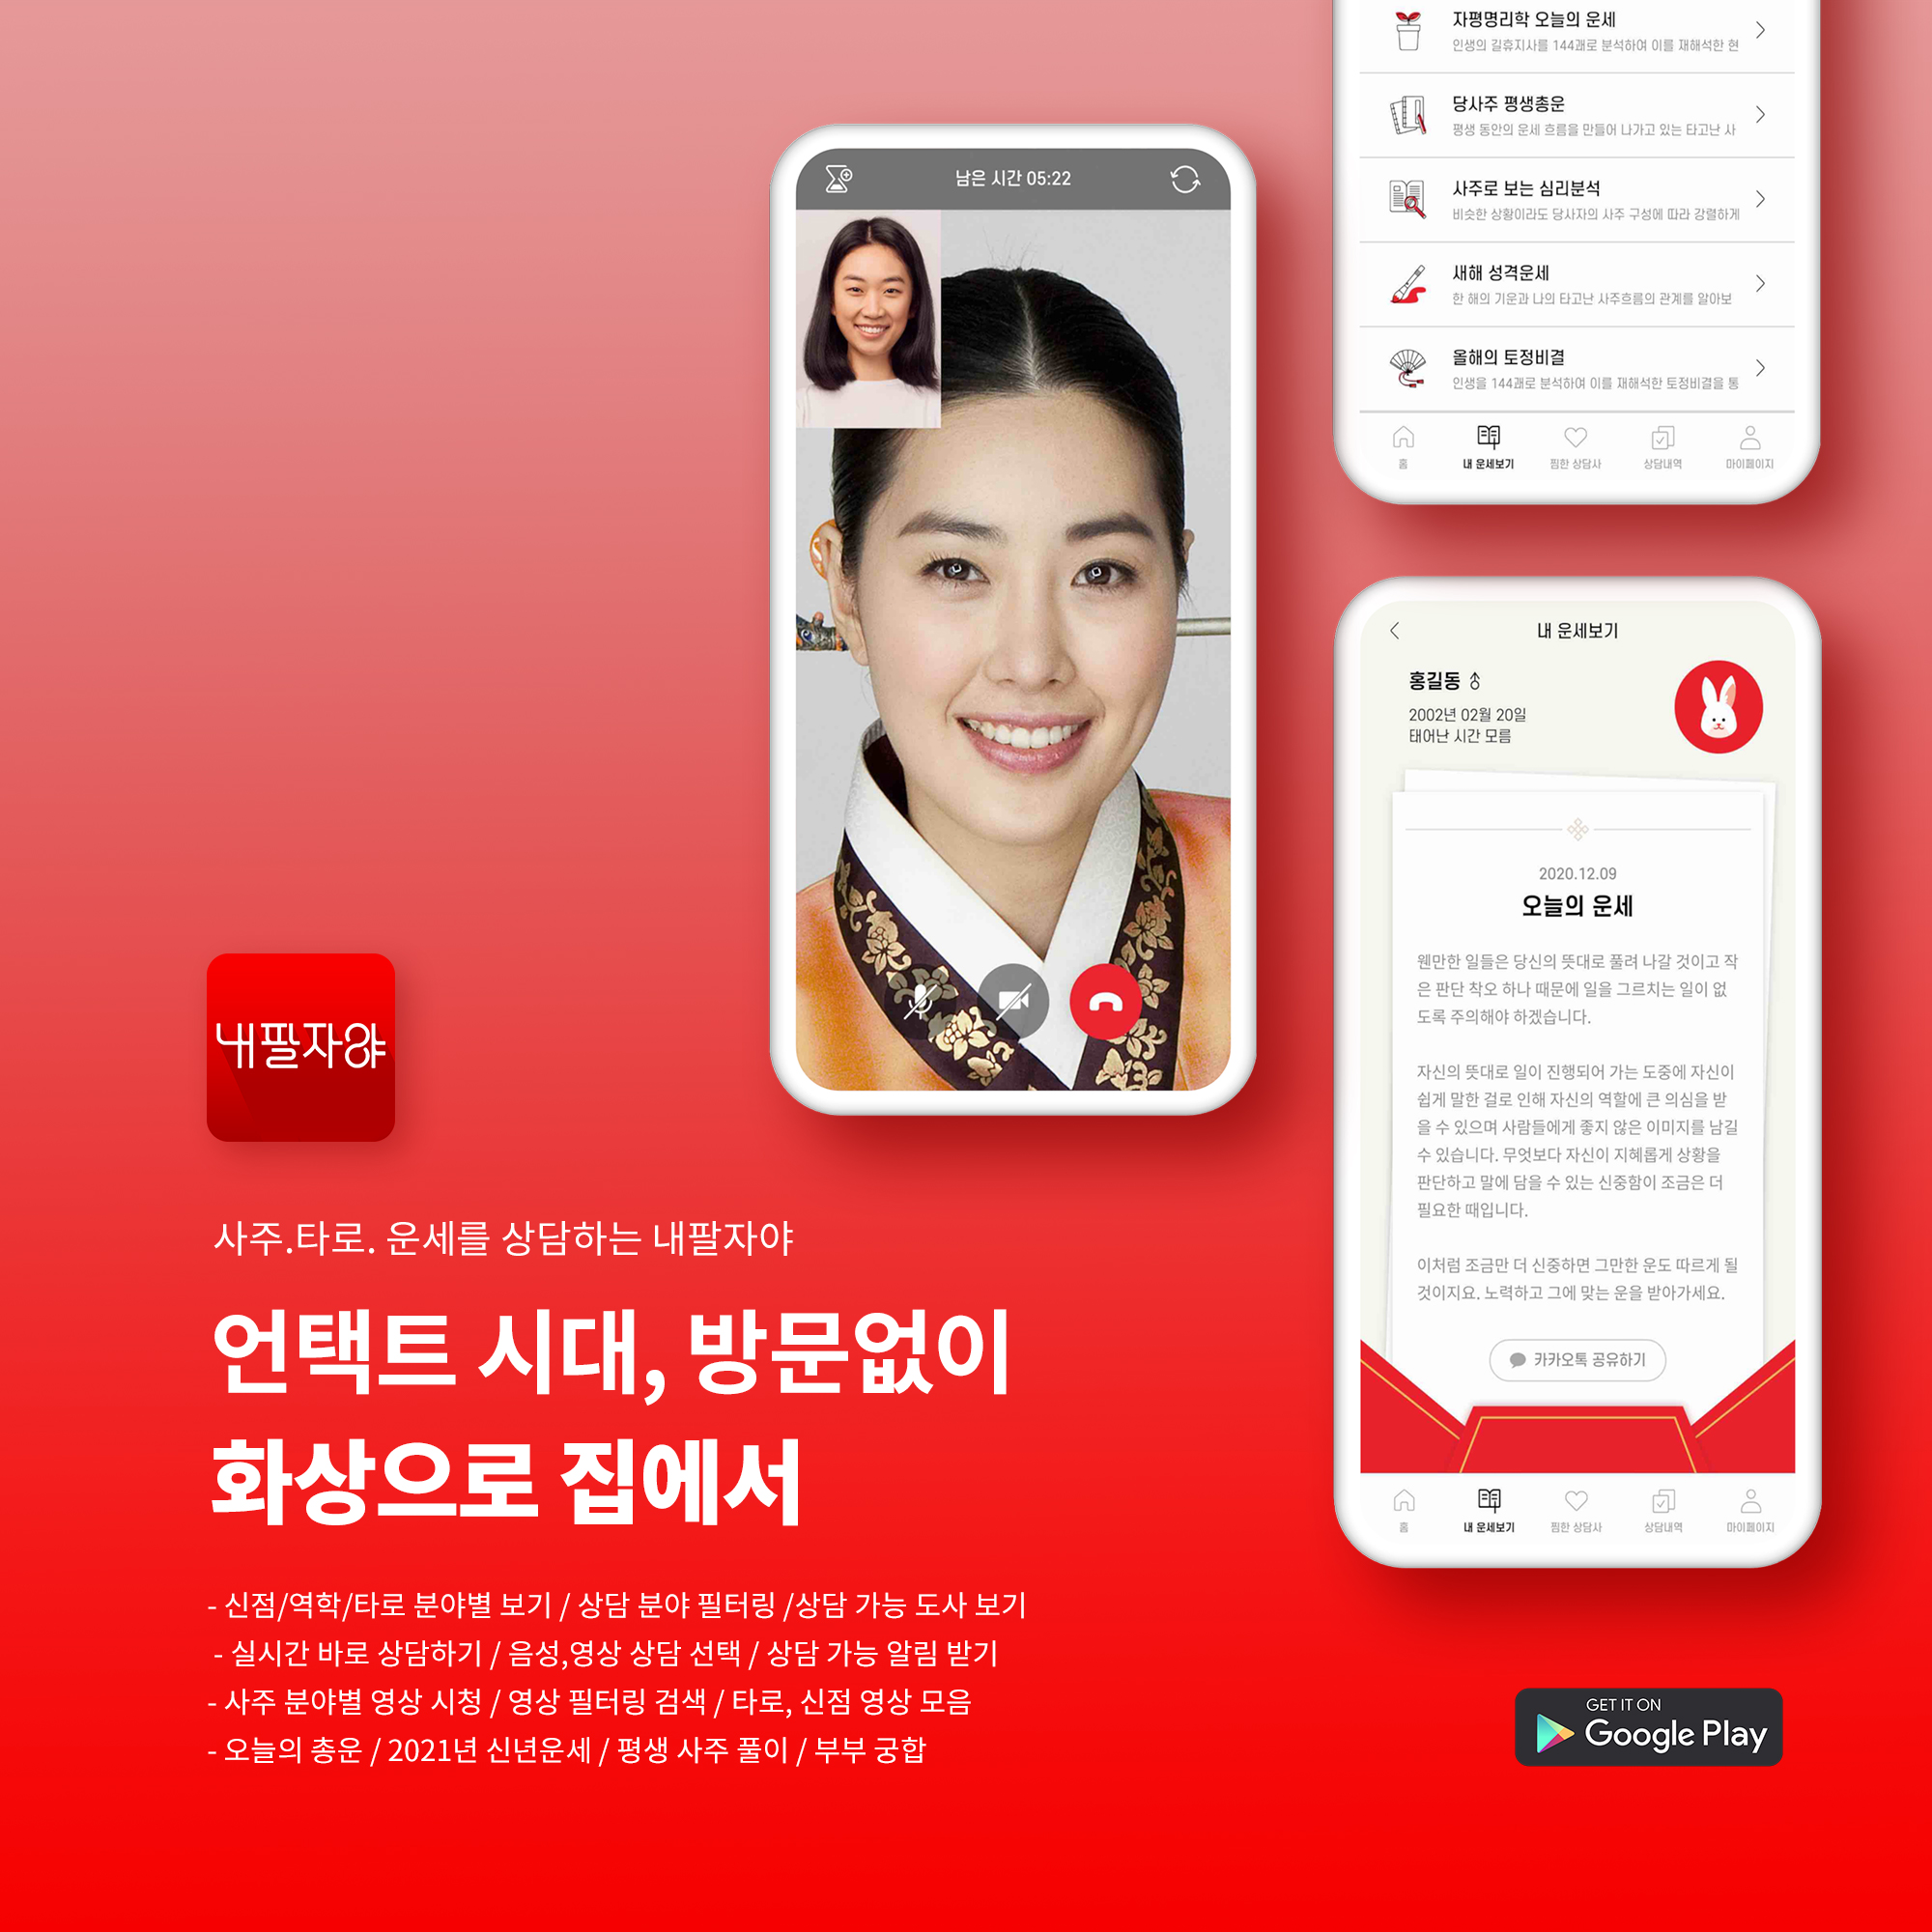 자평명리학 오늘의 운세
인생의 길휴지사를 144괘로 분석하여 이를 재해석한 현
당사주 평생총운
평생 동안의 운세 흐름을 만들어 나가고 있는 타고난 사
사주로 보는 심리분석
비슷한 상황이라도 당사자의 사주 구성에 따라 강렬하게
새해 성격운세
한 해의 기운과 나의 타고난 사주흐름의 관계를 알아보
올해의 토정비결
인생을 144괘로 분석하여 이를 재해석한 토정비결을 통
홈 내 운세보기 찜한 상담사 상담내역 마이페이지
남은 시간 05:22
내 운세보기
홍길동
2002년 02월 20일
태어난 시간 모름
2020.12.09
오늘의 운세
웬만한 일들은 당신의 뜻대로 풀려 나갈 것이고 작
은 판단 착오 하나 때문에 일을 그르치는 일이 없
도록 주의해야 하겠습니다.
자신의 뜻대로 일이 진행되어 가는 도중에 자신이
쉽게 말한 걸로 인해 자신의 역할에 큰 의심을 받
을 수 있으며 사람들에게 좋지 않은 이미지를 남길
수 있습니다. 무엇보다 자신이 지혜롭게 상황을
판단하고 말에 담을 수 있는 신중함이 조금은 더
필요한 때입니다.
이처럼 조금만 더 신중하면 그만한 운도 따르게 될
것이지요. 노력하고 그에 맞는 운을 받아가세요.
카카오톡 공유하기
홈 내 운세보기 찜한 상담사 상담내역 마이페이지
내팔자야
사주.타로. 운세를 상담하는 내팔자야
언택트 시대, 방문없이
화상으로 집에서
- 신점/역학/타로 분야별 보기 / 상담 분야 필터링 /상담 가능 도사 보기
- 실시간 바로 상담하기 / 음성,영상 상담 선택 / 상담 가능 알림 받기
- 사주 분야별 영상 시청 / 영상 필터링 검색 / 타로, 신점 영상 모음
- 오늘의 총운 / 2021년 신년운세 / 평생 사주 풀이 / 부부 궁합
GET IT ON
Google Play